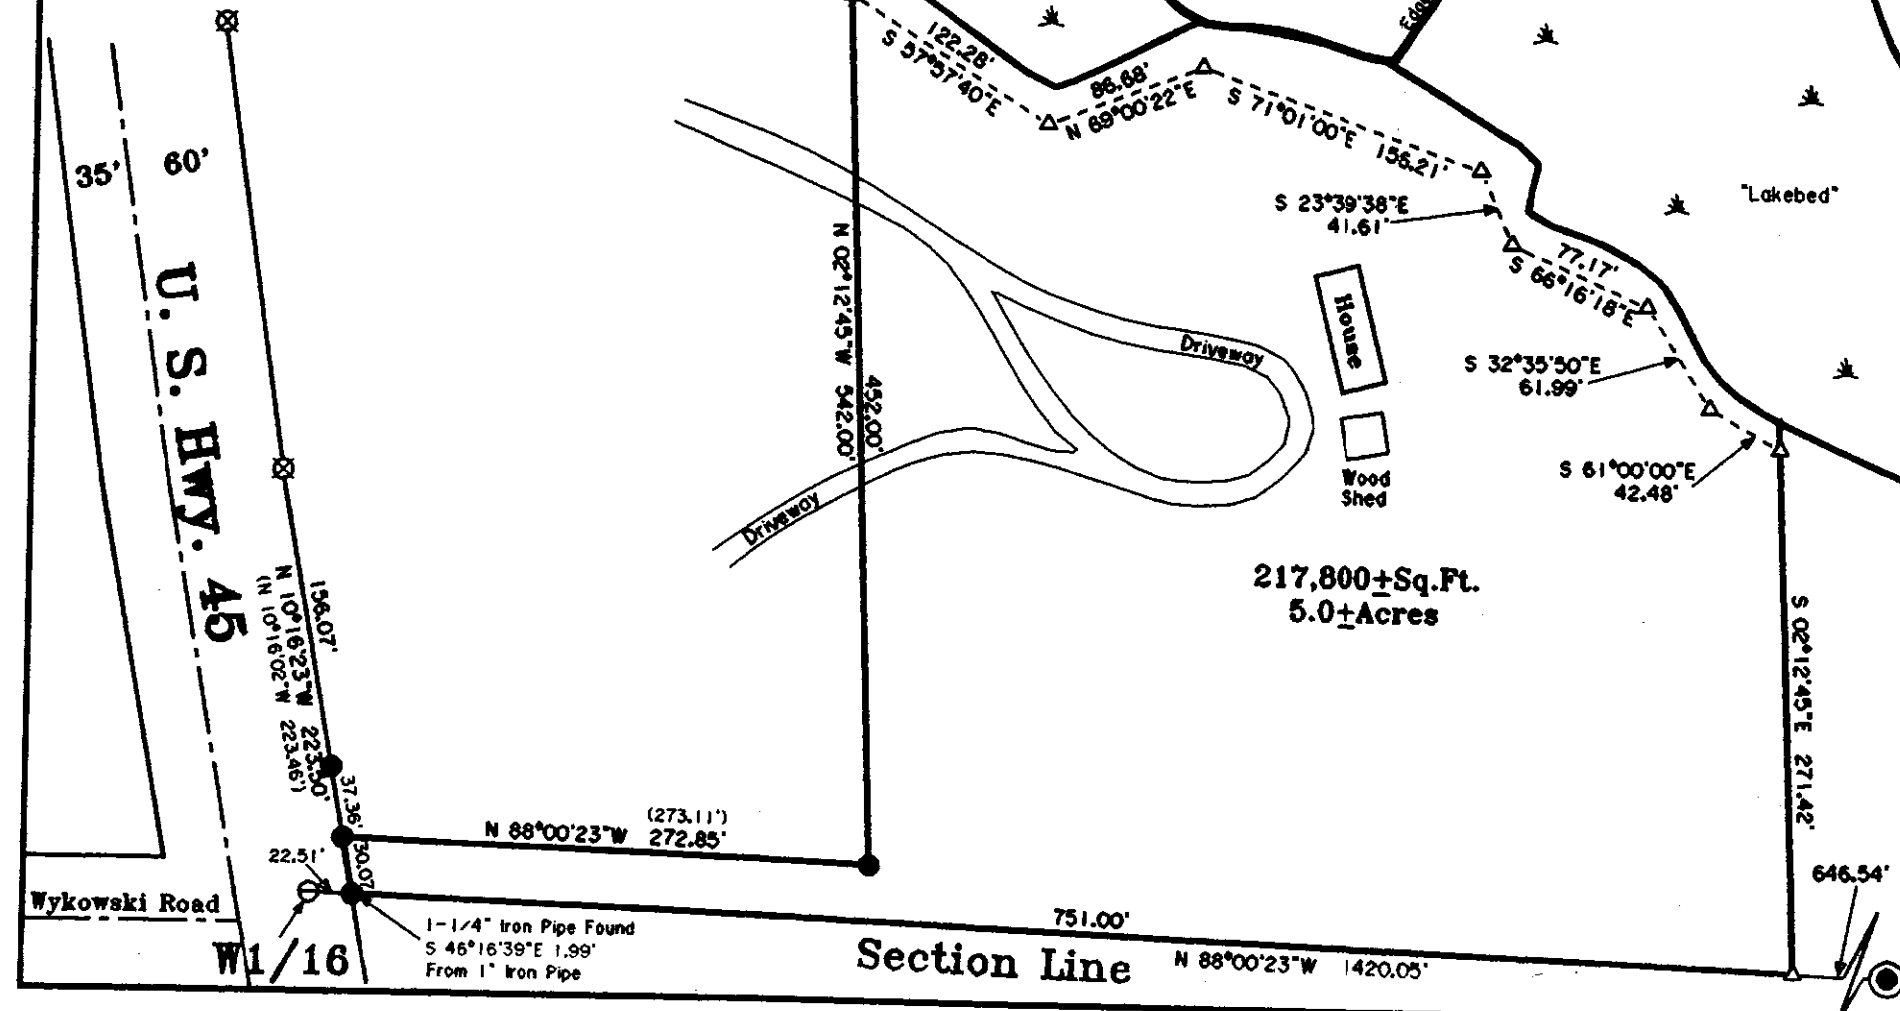 122.28'
S 57°57'40"E
86.68'
N 69°00'22"E
S 71°01'00"E 156.21'
35'
60'
"Lakebed"
S 23°39'38"E
41.61'
77.17'
S 66°16'18"E
U. S. Hwy. 45
N 02°12'45"W 542.00'
452.00'
House
Driveway
S 32°35'50"E
61.99'
Wood
Shed
S 61°00'00"E
42.48'
Driveway
217,800±Sq.Ft.
5.0±Acres
156.07'
N 10°16'23"W 223.50'
(N 10°16'02"W 223.46')
S 02°12'45"E 271.42'
37.36'
(273.11')
N 88°00'23"W 272.85'
30.07'
22.51'
646.54'
Wykowski Road
751.00'
1-1/4" Iron Pipe Found
S 46°16'39"E 1.99'
From 1" Iron Pipe
W1/16
Section Line
N 88°00'23"W 1420.05'